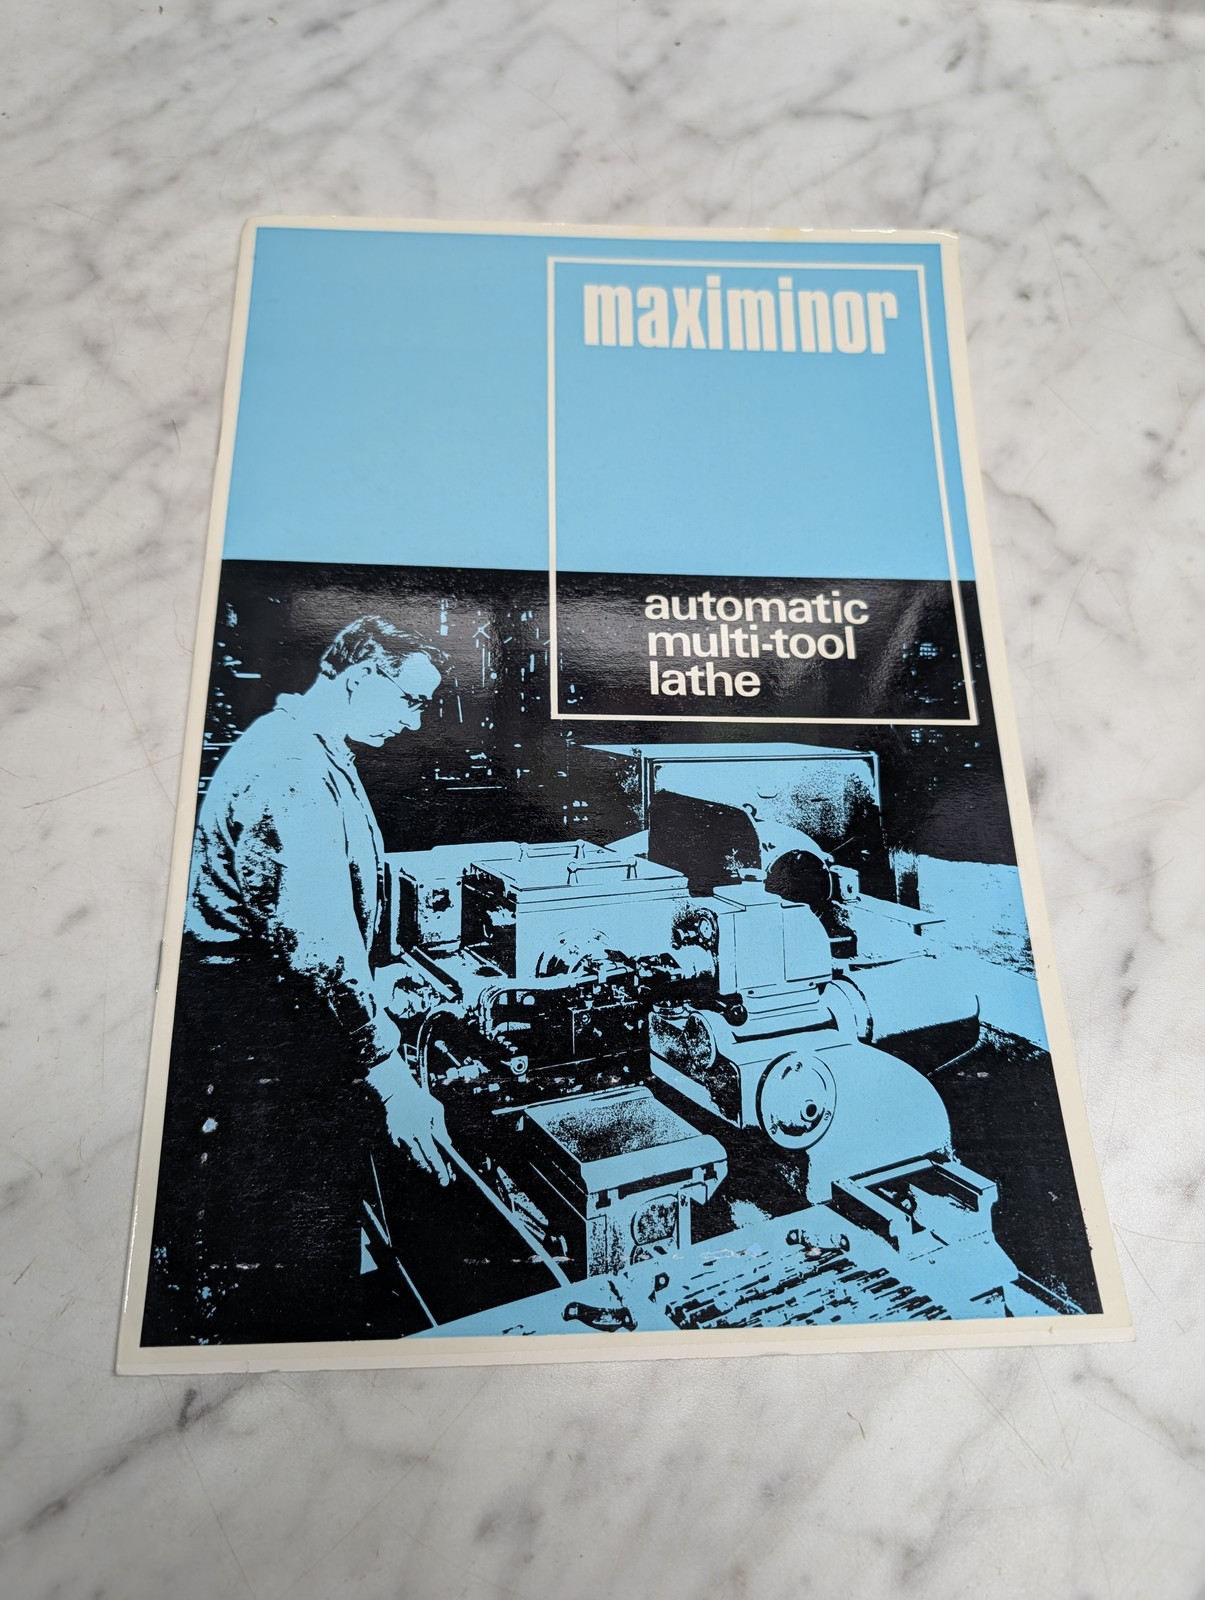 maximinor
automatic
multi-tool
lathe